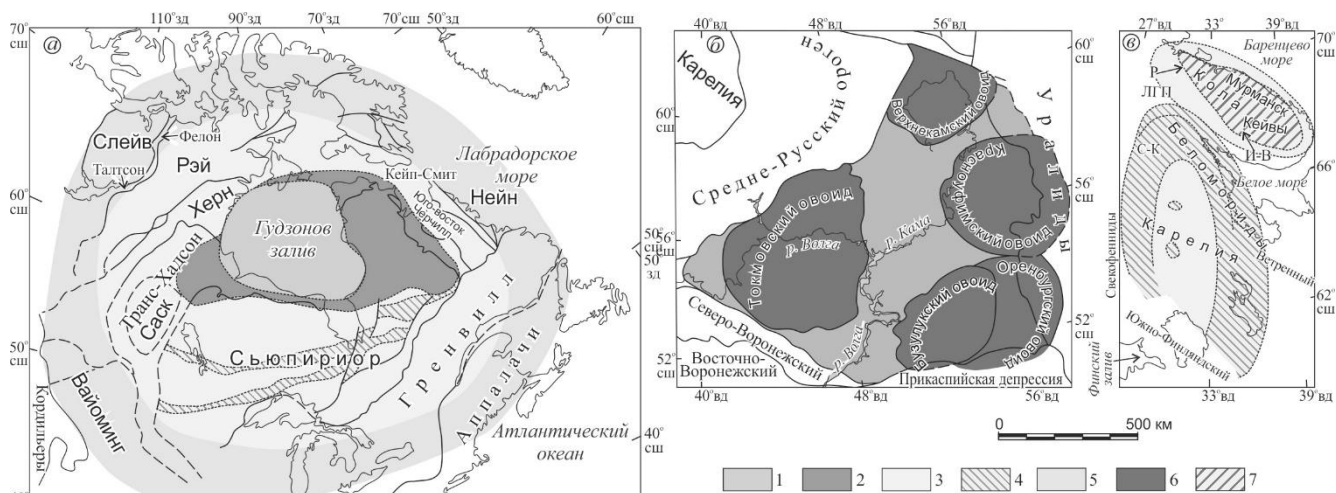 110°зд 90°зд 70°зд 70°сш 50°зд 60°сш
70° сш
а
Слейв
Фелон
Талтсон
Рэй
Херн
60° сш
Кейп-Смит
Лабрадорское море
Нейн
Юго-восток Черчилл
Гудзонов залив
Транс-Хадсон
Саск
50° сш
50° зд
50° сш
Сьюпириор
Гренвилл
Аппалачи
Вайоминг
Кордильеры
Атлантический океан
40° сш
40°вд 48°вд 56°вд
б
60° сш
Карелия
Средне-Русский ороген
Верхнекамский овоид
60° сш
Уралиды
Красноуфимский овоид
56° сш
56° сш
Токмовский овоид
р. Волга
р. Кама
Оренбургский овоид
Бузулукский овоид
52° сш
р. Волга
Северо-Воронежский
Восточно-Воронежский
52° сш
Прикаспийская депрессия
40°вд 48°вд 56°вд
27°вд 33° 39°вд
70° сш
в
Баренцево море
Р
Мурманск
Кола
ЛГП
Кейвы
С-К
И-В
Беломориды
66° сш
Белое море
Карелия
Свекофенниды
Ветренный
62° сш
Южно-Финляндский
Финский залив
33°вд 39°вд
0 500 км
1 2 3 4 5 6 7